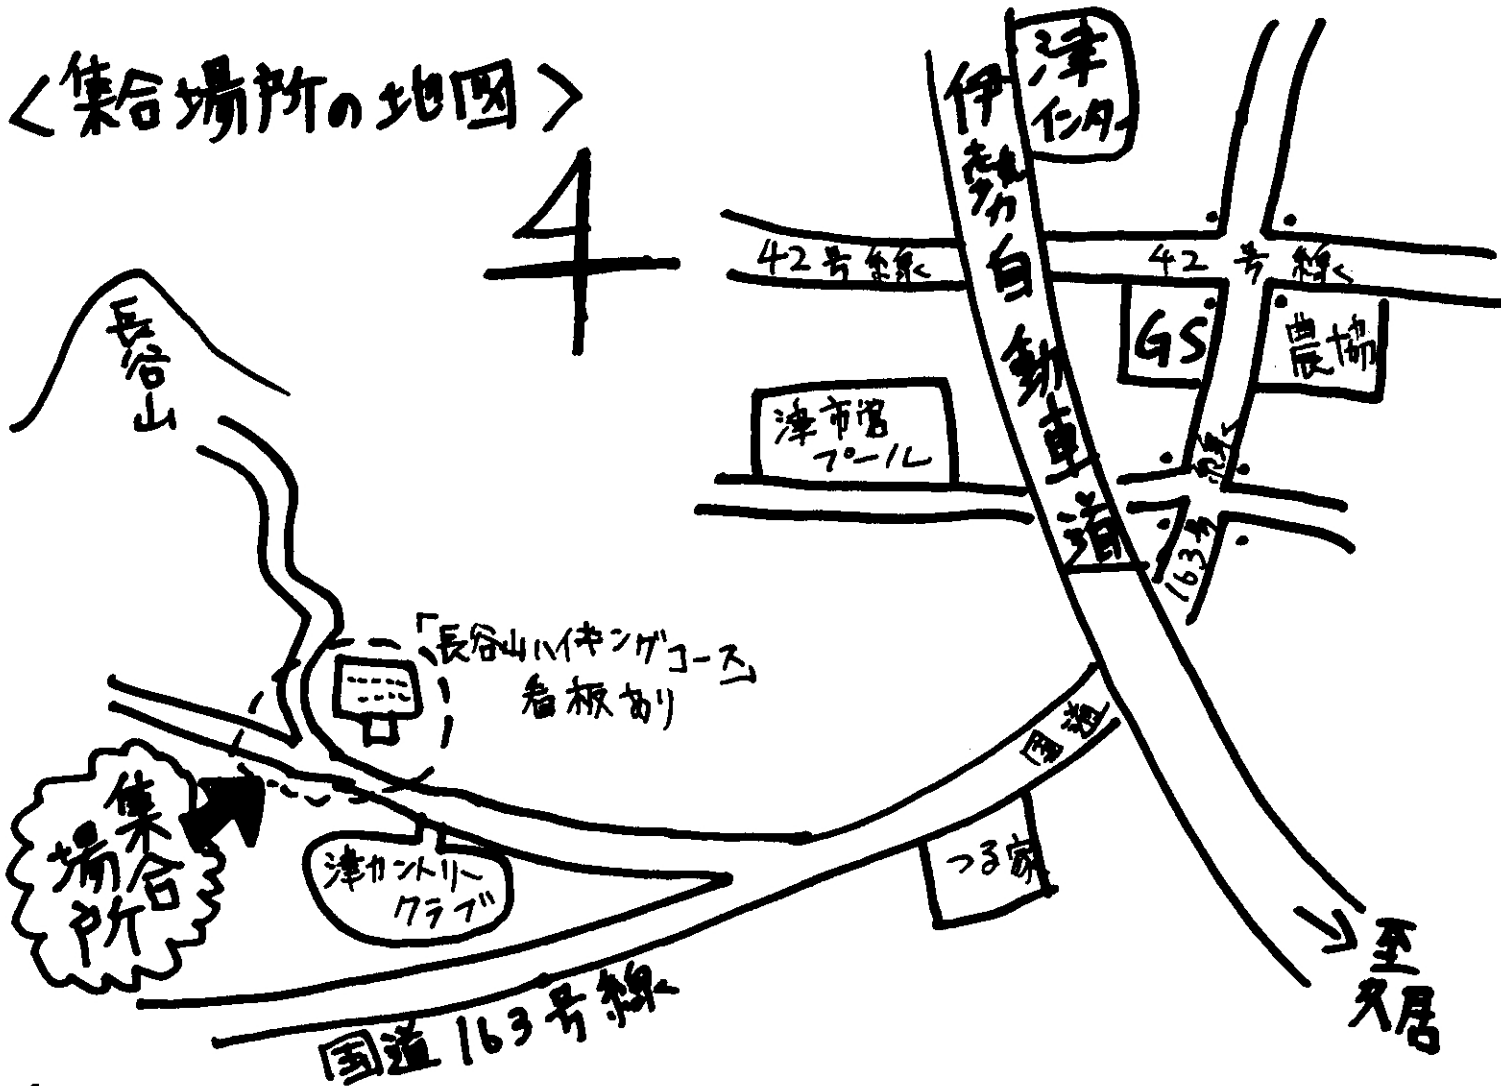 <集合場所の地図>
津
インター
伊勢自動車道
42号線
42号線
GS
農協
津市営
プール
163号線
長谷山
「長谷山ハイキングコース」
看板あり
国道
集合
場所
津カントリー
クラブ
つる家
国道163号線
至
久居